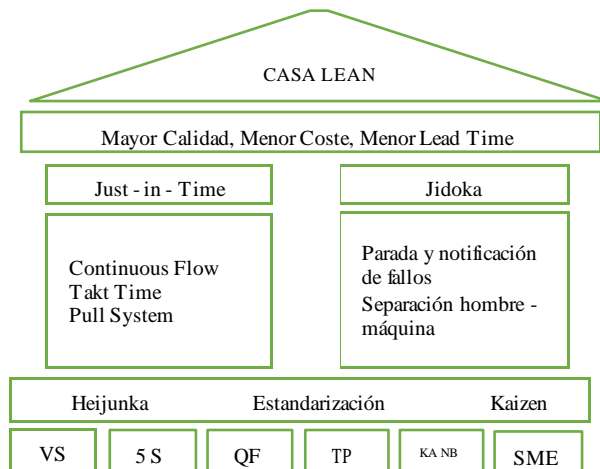 CASA LEAN
Mayor Calidad, Menor Coste, Menor Lead Time
Just - in - Time
Jidoka
Continuous Flow
Takt Time
Pull System
Parada y notificación
de fallos
Separación hombre -
máquina
Heijunka Estandarización Kaizen
VS 5 S QF TP KA NB SME